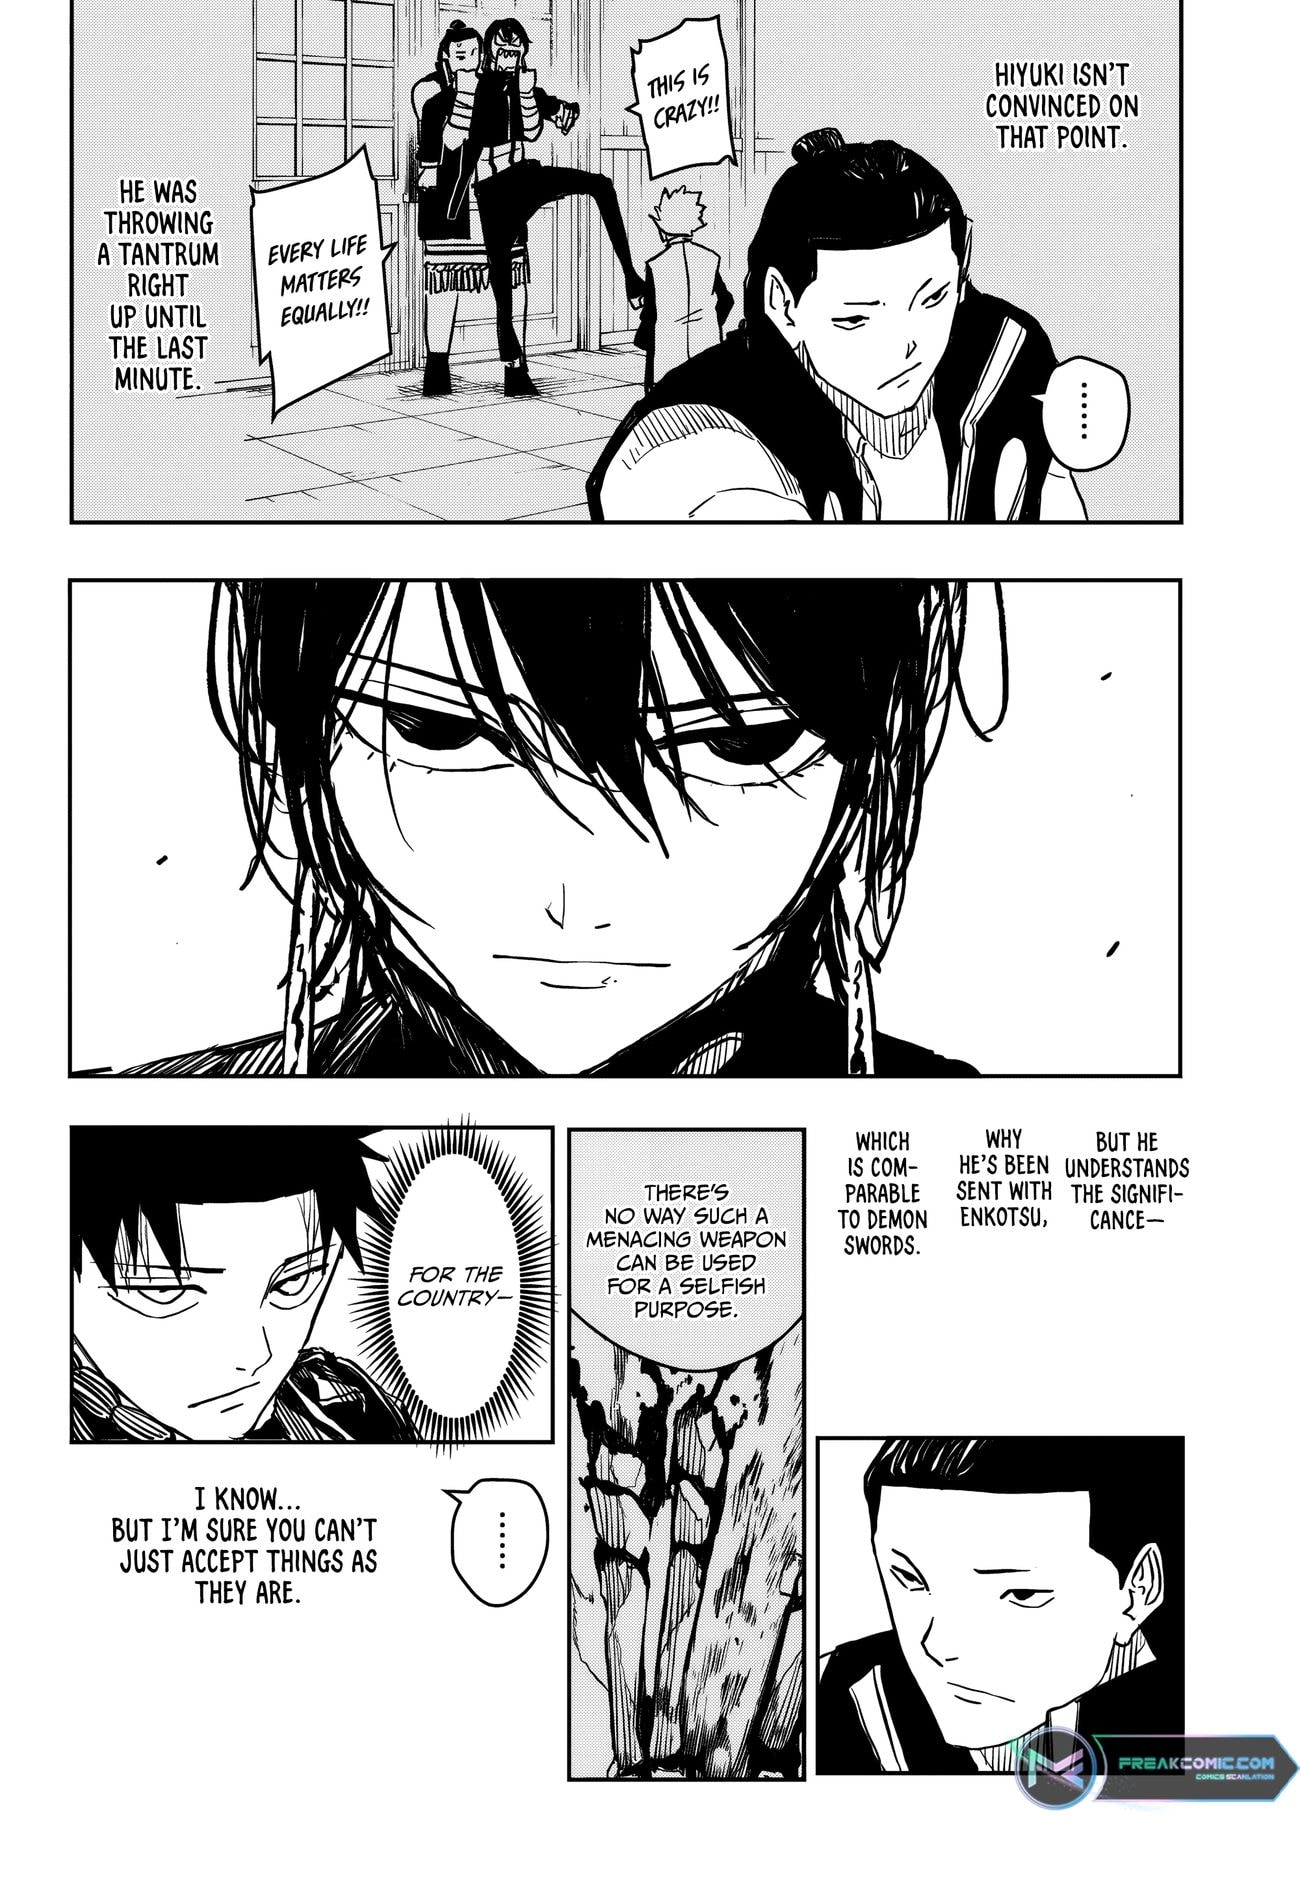 HIYUKI ISN'T
CONVINCED ON
THAT POINT.
THIS IS
CRAZY!!
EVERY LIFE
MATTERS
EQUALLY!!
HE WAS
THROWING
A TANTRUM
RIGHT
UP UNTIL
THE LAST
MINUTE.
........
BUT HE
UNDERSTANDS
THE SIGNIFI-
CANCE—
WHY
HE'S BEEN
SENT WITH
ENKOTSU,
WHICH
IS COM-
PARABLE
TO DEMON
SWORDS.
THERE'S
NO WAY SUCH A
MENACING WEAPON
CAN BE USED
FOR A SELFISH
PURPOSE.
FOR THE
COUNTRY—
........
I KNOW...
BUT I'M SURE YOU CAN'T
JUST ACCEPT THINGS AS
THEY ARE.
FREAKCOMIC.COM
COMICS SCANLATION